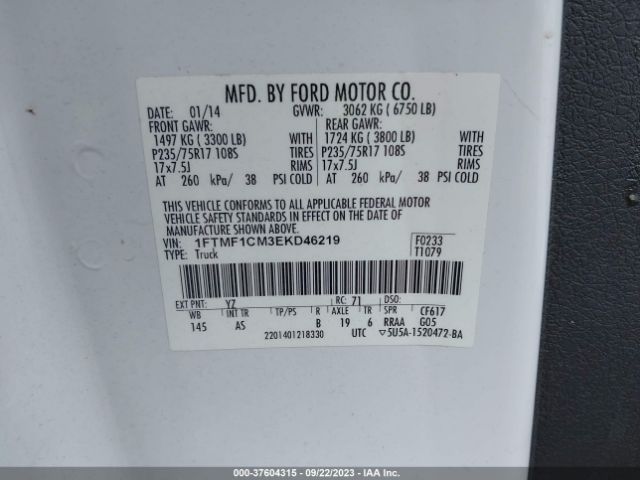 MFD. BY FORD MOTOR CO.
DATE: 01/14 GVWR: 3062 KG ( 6750 LB)
FRONT GAWR: REAR GAWR:
1497 KG ( 3300 LB) WITH 1724 KG ( 3800 LB) WITH
P235/75R17 108S TIRES P235/75R17 108S TIRES
17x7.5J RIMS 17x7.5J RIMS
AT 260 kPa/ 38 PSI COLD AT 260 kPa/ 38 PSI COLD
THIS VEHICLE CONFORMS TO ALL APPLICABLE FEDERAL MOTOR
VEHICLE SAFETY STANDARDS IN EFFECT ON THE DATE OF
MANUFACTURE SHOWN ABOVE.
VIN: 1FTMF1CM3EKD46219 F0233
TYPE: Truck T1079
EXT PNT: YZ RC: 71 DSO:
WB INT TR TP/PS R AXLE TR SPR CF617
145 AS B 19 6 RRAA G05
2201401218330 UTC ▽5U5A-1520472-BA
000-37604315 - 09/22/2023 - IAA Inc.